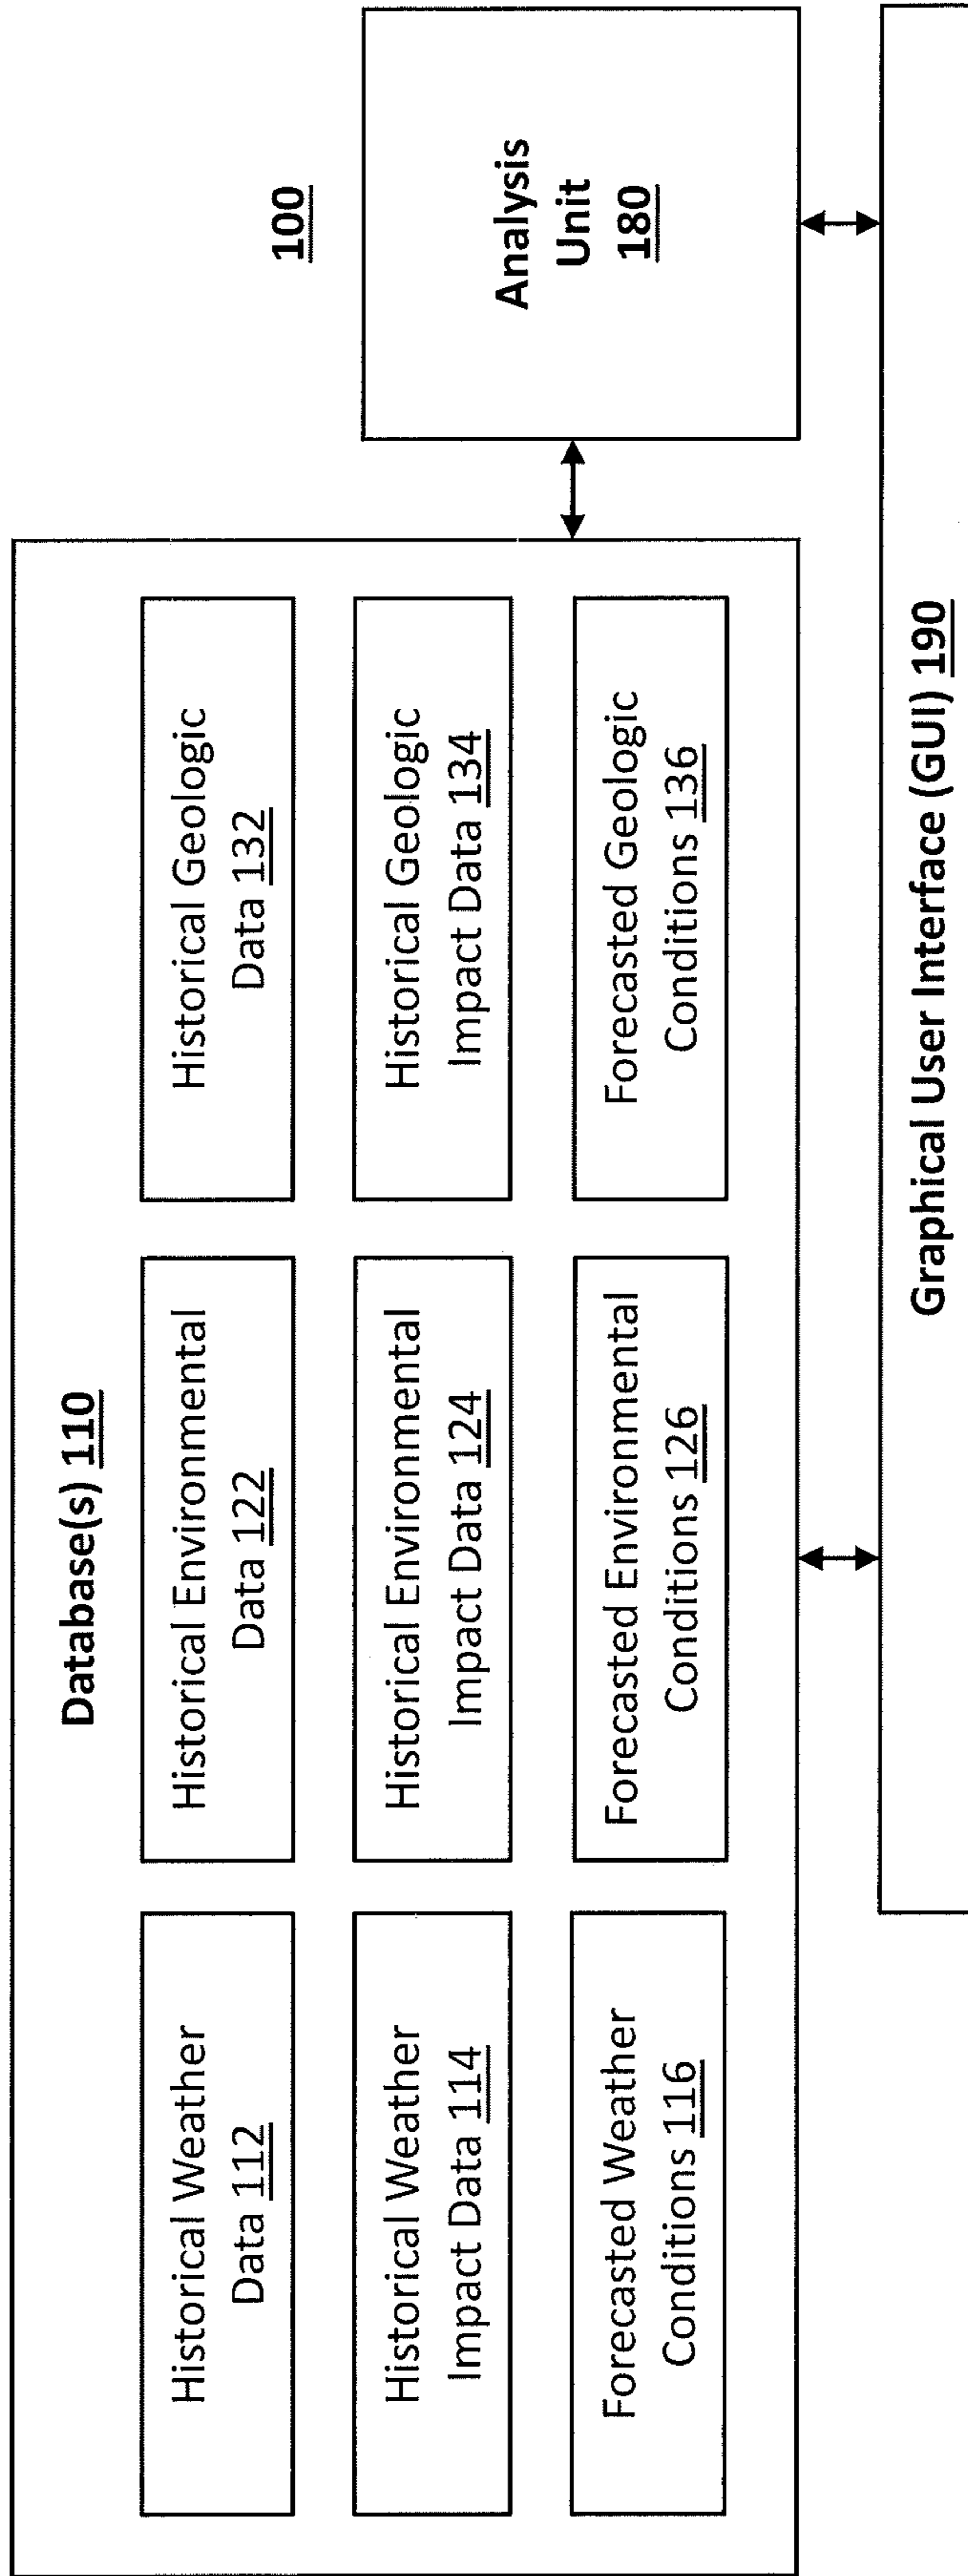 100
Database(s) 110
Historical Weather
Data 112
Historical Environmental
Data 122
Historical Geologic
Data 132
Historical Weather
Impact Data 114
Historical Environmental
Impact Data 124
Historical Geologic
Impact Data 134
Forecasted Weather
Conditions 116
Forecasted Environmental
Conditions 126
Forecasted Geologic
Conditions 136
Analysis
Unit
180
Graphical User Interface (GUI) 190